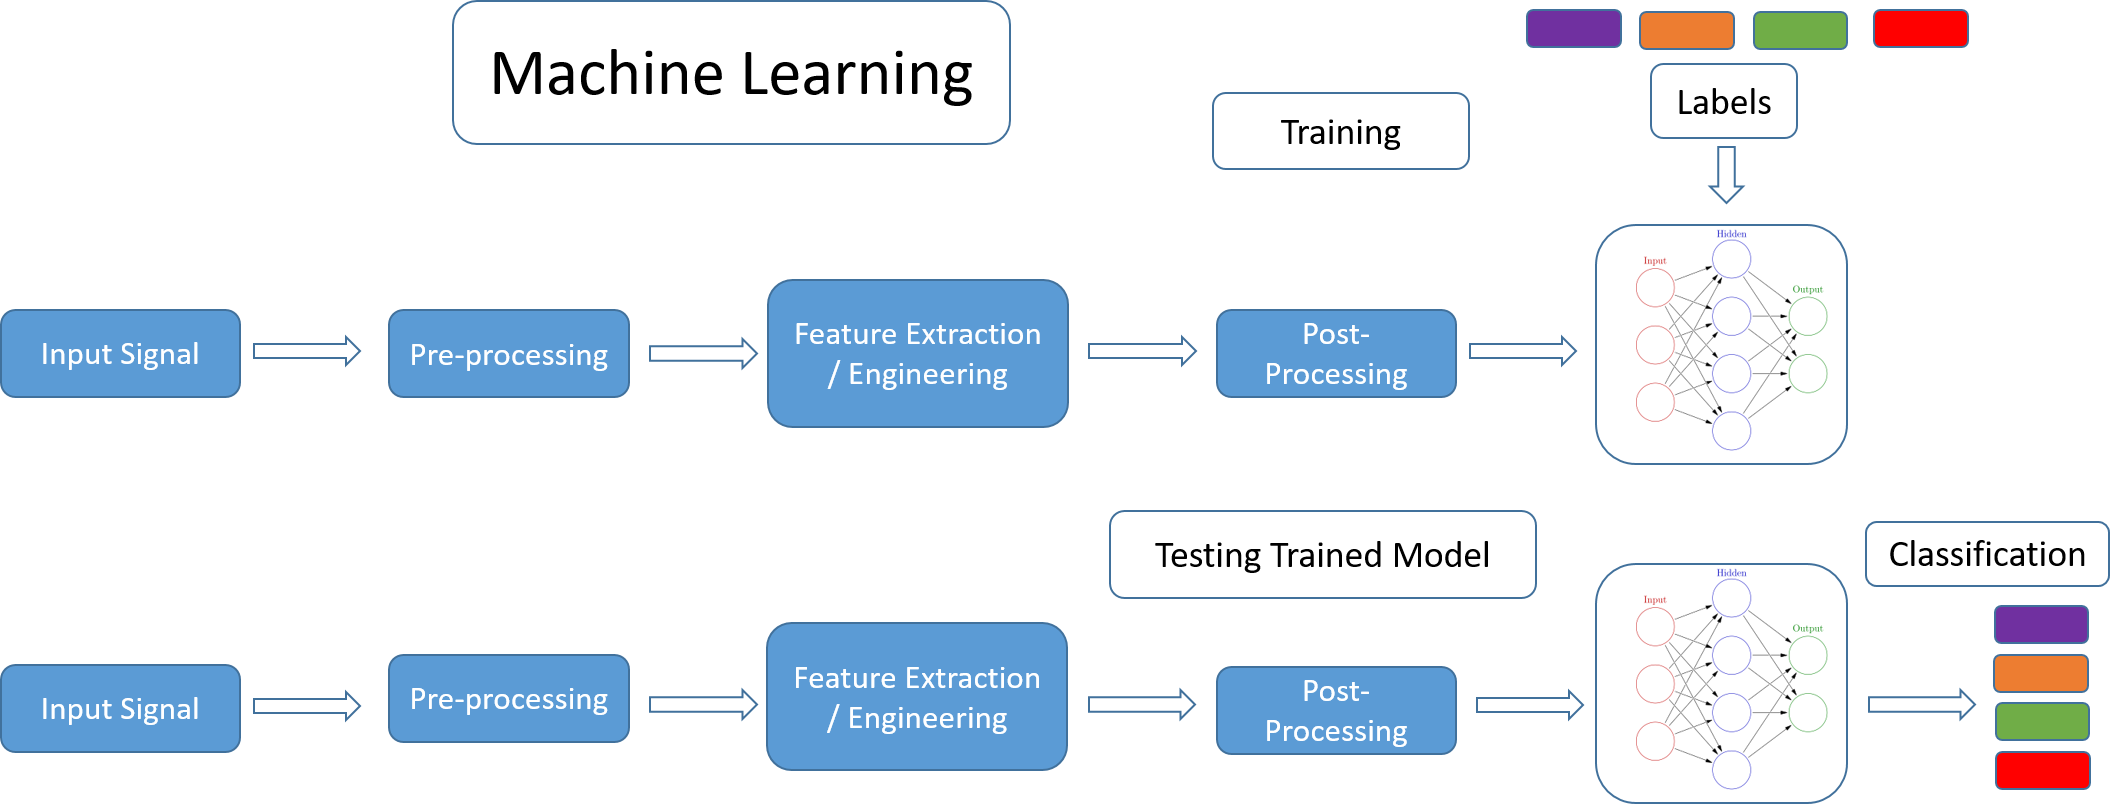 Machine Learning
Training
Labels
Input Signal
Pre-processing
Feature Extraction
/ Engineering
Post-
Processing
Hidden
Input
Output
Testing Trained Model
Classification
Input Signal
Pre-processing
Feature Extraction
/ Engineering
Post-
Processing
Hidden
Input
Output